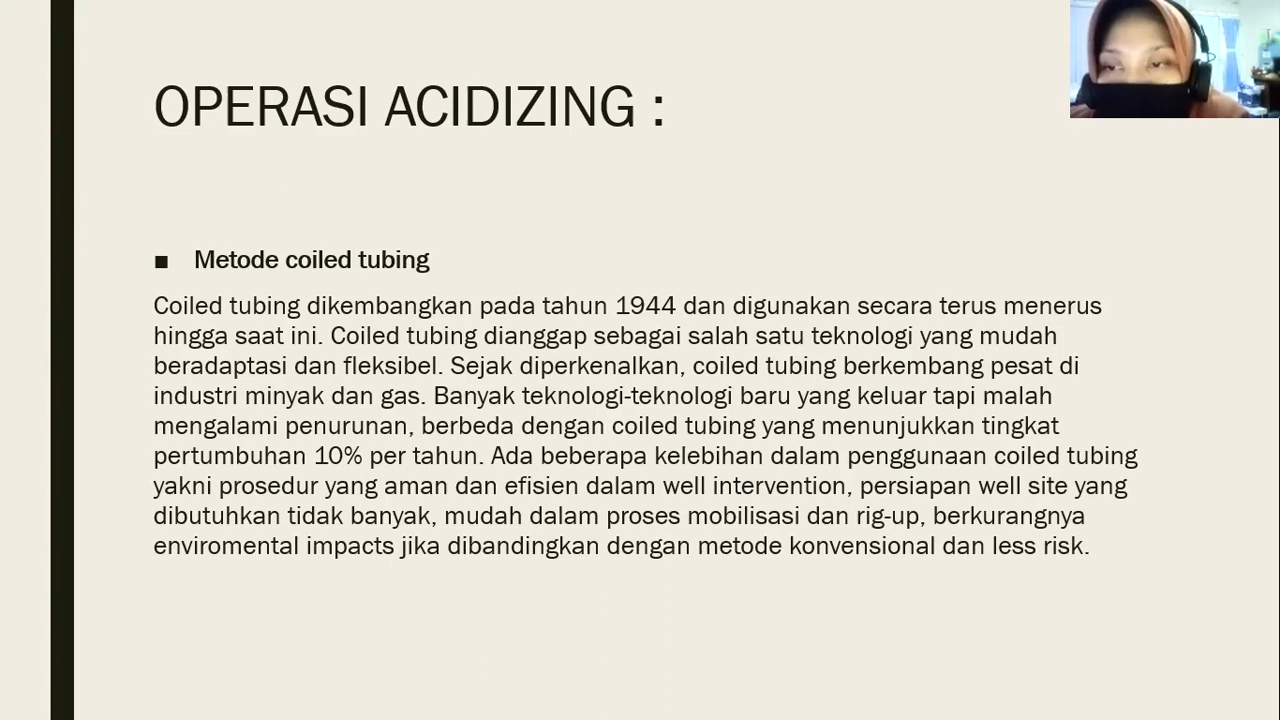 OPERASI ACIDIZING :
■ Metode coiled tubing
Coiled tubing dikembangkan pada tahun 1944 dan digunakan secara terus menerus
hingga saat ini. Coiled tubing dianggap sebagai salah satu teknologi yang mudah
beradaptasi dan fleksibel. Sejak diperkenalkan, coiled tubing berkembang pesat di
industri minyak dan gas. Banyak teknologi-teknologi baru yang keluar tapi malah
mengalami penurunan, berbeda dengan coiled tubing yang menunjukkan tingkat
pertumbuhan 10% per tahun. Ada beberapa kelebihan dalam penggunaan coiled tubing
yakni prosedur yang aman dan efisien dalam well intervention, persiapan well site yang
dibutuhkan tidak banyak, mudah dalam proses mobilisasi dan rig-up, berkurangnya
enviromental impacts jika dibandingkan dengan metode konvensional dan less risk.